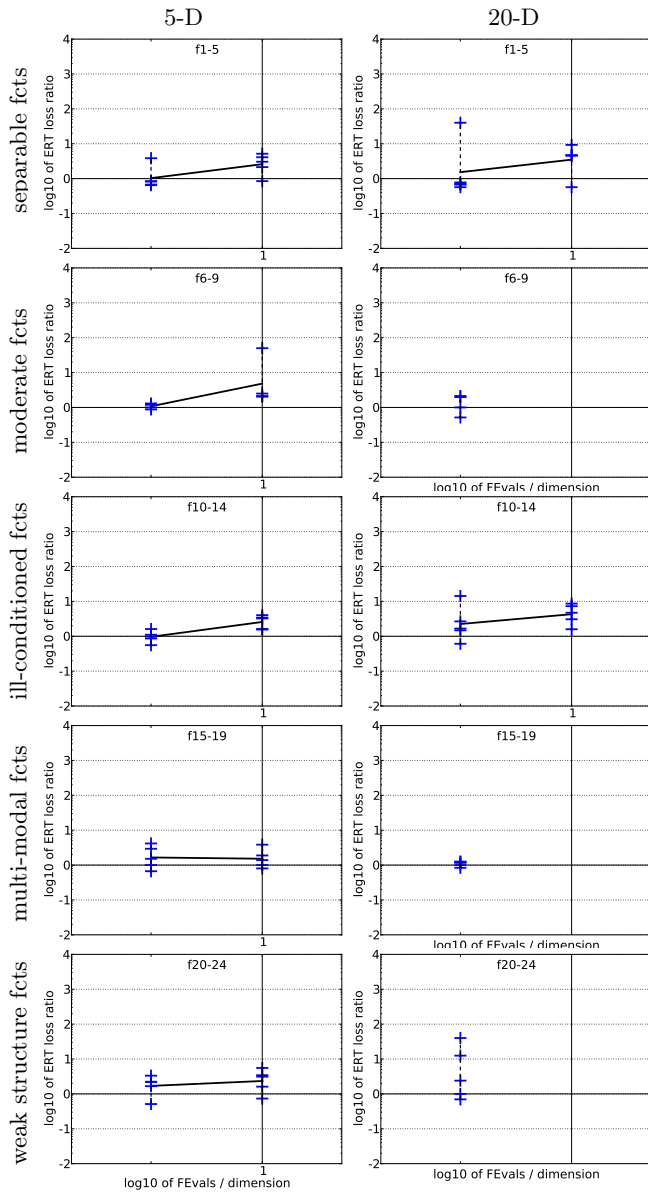 5-D 20-D
separable fcts
log10 of ERT loss ratio
f1-5
4
3
2
1
0
-1
-2
1
log10 of ERT loss ratio
f1-5
4
3
2
1
0
-1
-2
1
moderate fcts
log10 of ERT loss ratio
f6-9
4
3
2
1
0
-1
-2
1
log10 of ERT loss ratio
f6-9
4
3
2
1
0
-1
-2
log10 of FEvals / dimension
ill-conditioned fcts
log10 of ERT loss ratio
f10-14
4
3
2
1
0
-1
-2
1
log10 of ERT loss ratio
f10-14
4
3
2
1
0
-1
-2
1
multi-modal fcts
log10 of ERT loss ratio
f15-19
4
3
2
1
0
-1
-2
1
log10 of ERT loss ratio
f15-19
4
3
2
1
0
-1
-2
log10 of FEvals / dimension
weak structure fcts
log10 of ERT loss ratio
f20-24
4
3
2
1
0
-1
-2
1
log10 of FEvals / dimension
log10 of ERT loss ratio
f20-24
4
3
2
1
0
-1
-2
log10 of FEvals / dimension